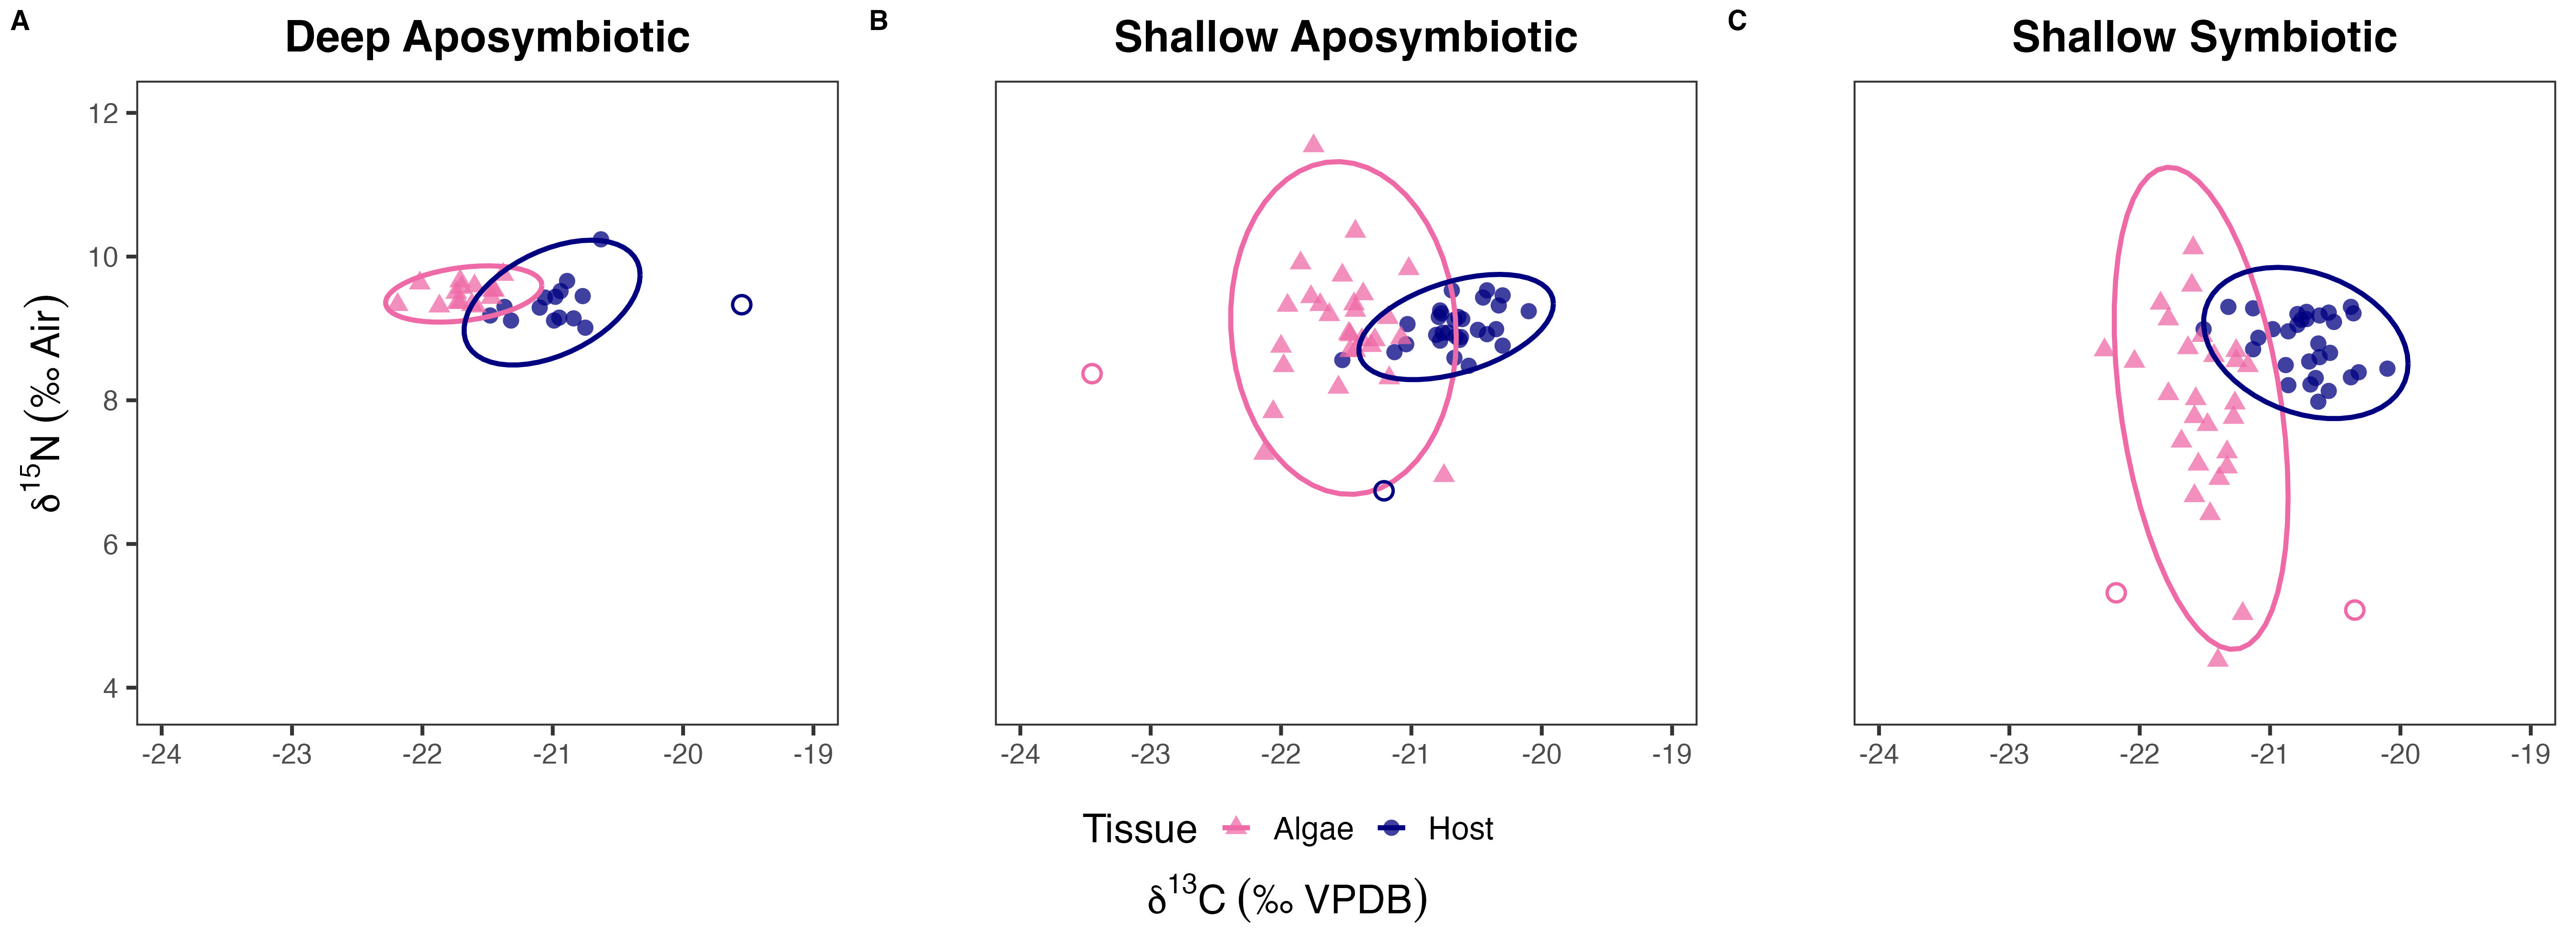 A Deep Aposymbiotic
B Shallow Aposymbiotic
C Shallow Symbiotic
δ¹⁵N (‰ Air)
12
10
8
6
4
-24 -23 -22 -21 -20 -19
-24 -23 -22 -21 -20 -19
-24 -23 -22 -21 -20 -19
Tissue Algae Host
δ¹³C (‰ VPDB)